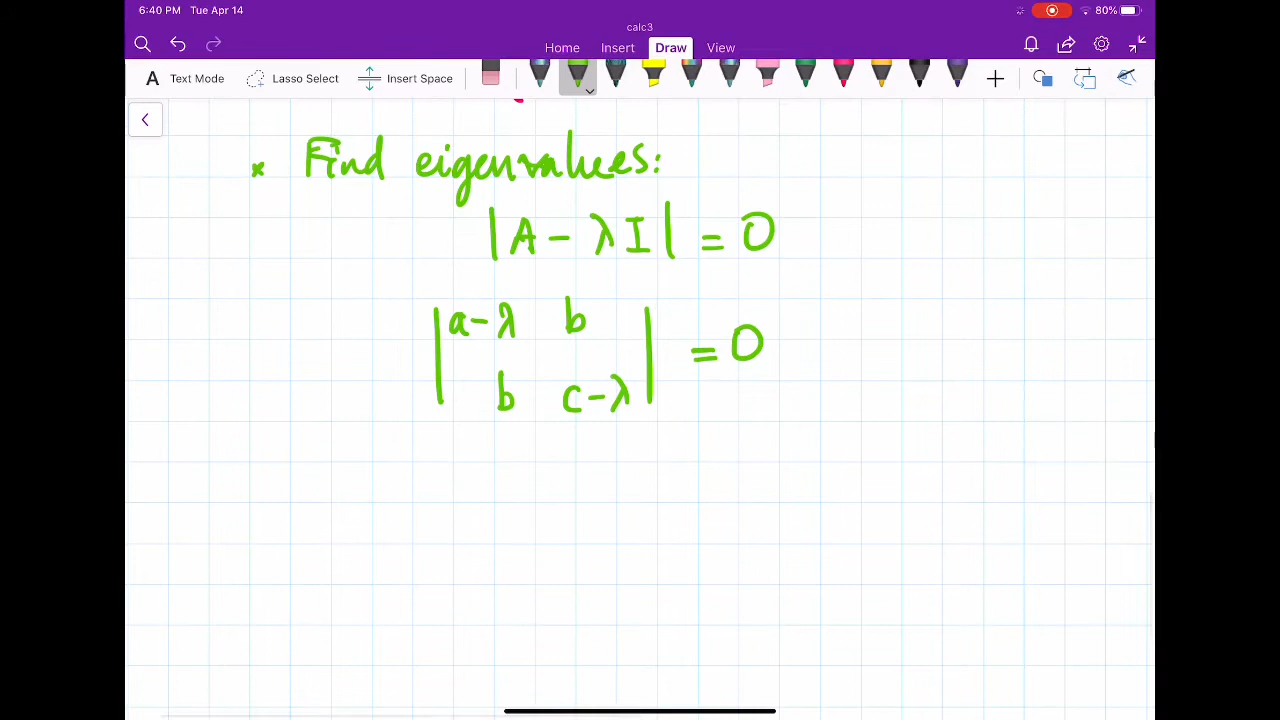 6:40 PM Tue Apr 14 80%
calc3
Home Insert Draw View
A Text Mode Lasso Select Insert Space
× Find eigenvalues:
|A - λI| = 0
|a-λ b
b c-λ| = 0